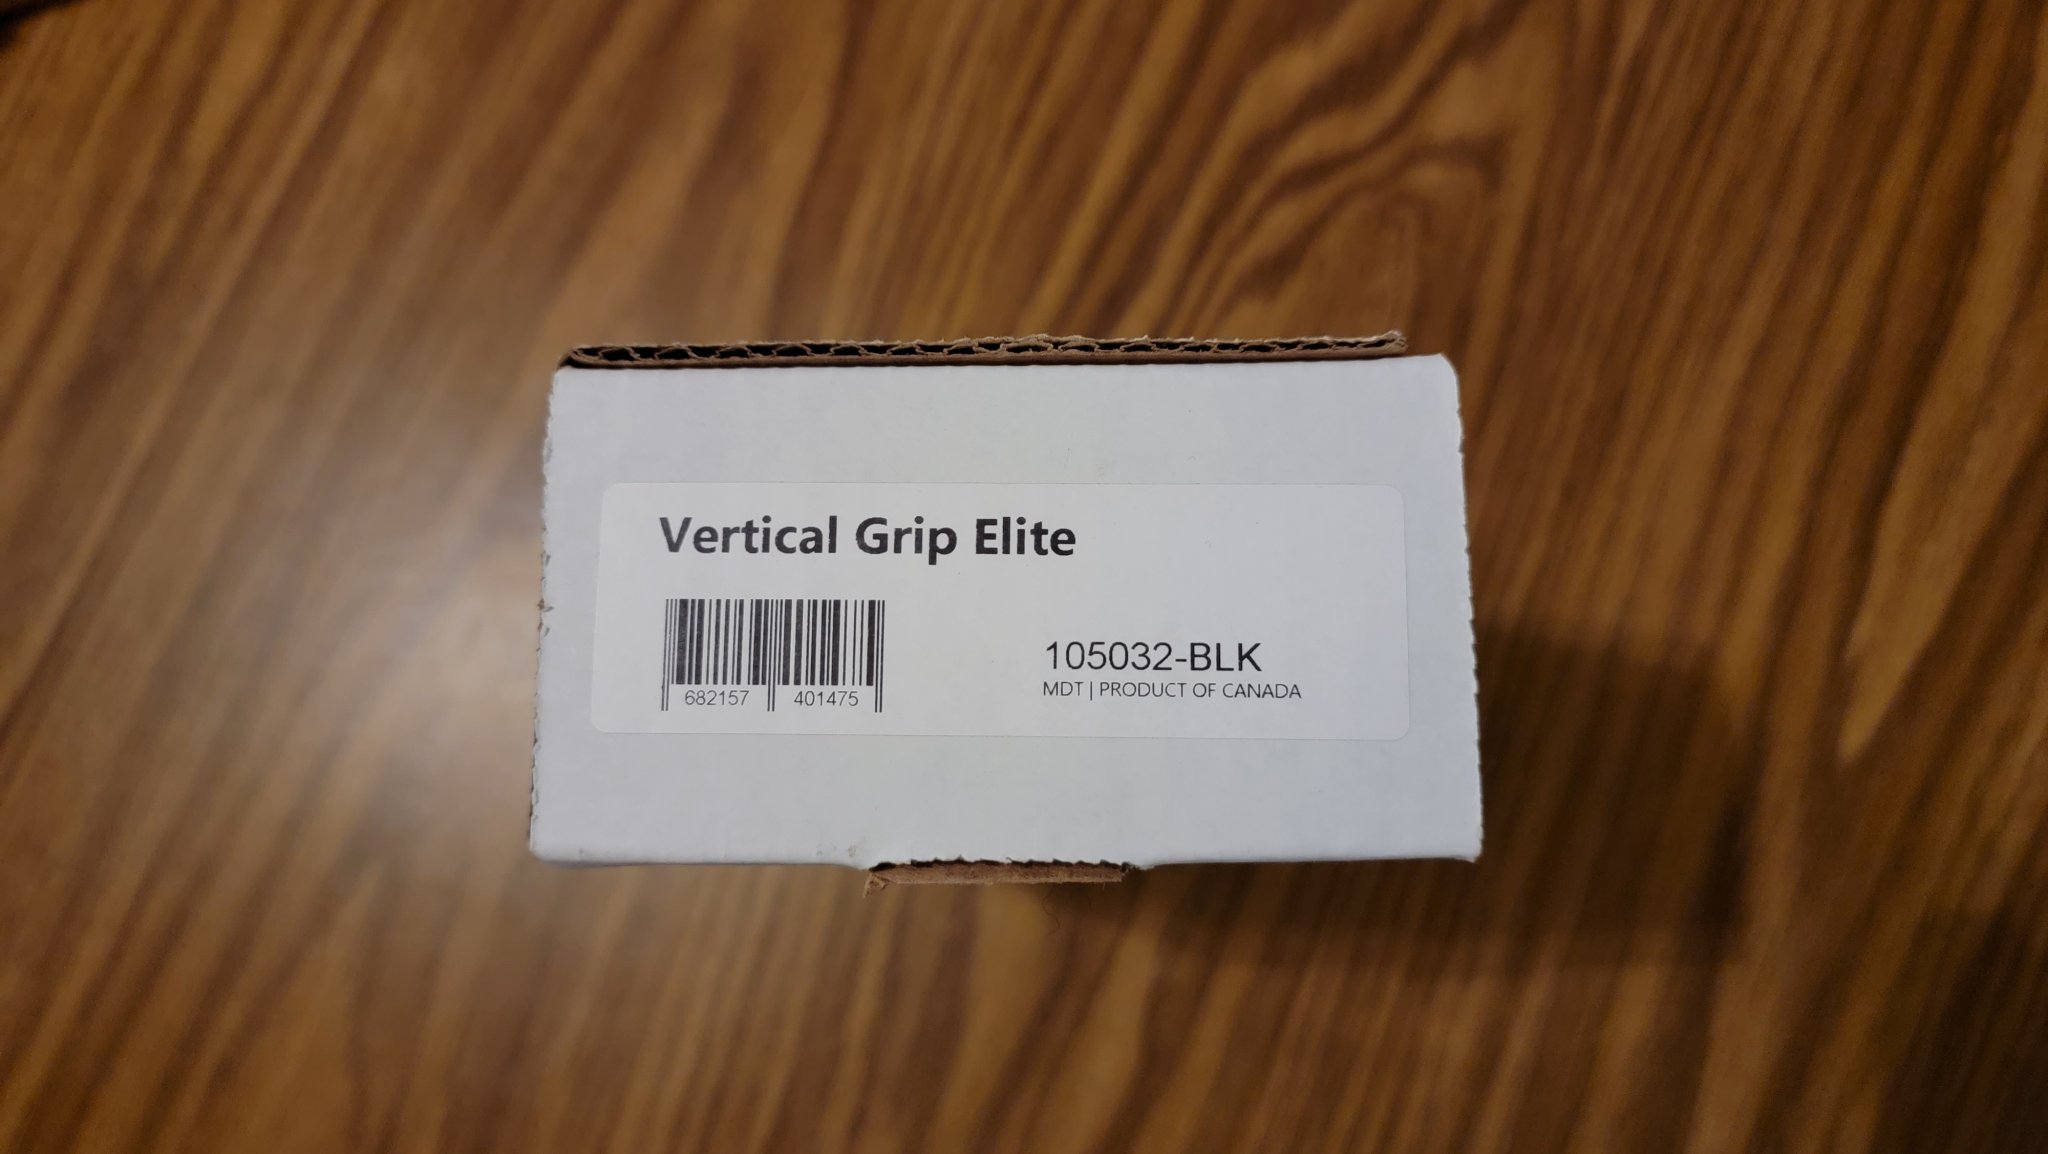 Vertical Grip Elite
682157 401475
105032-BLK
MDT | PRODUCT OF CANADA